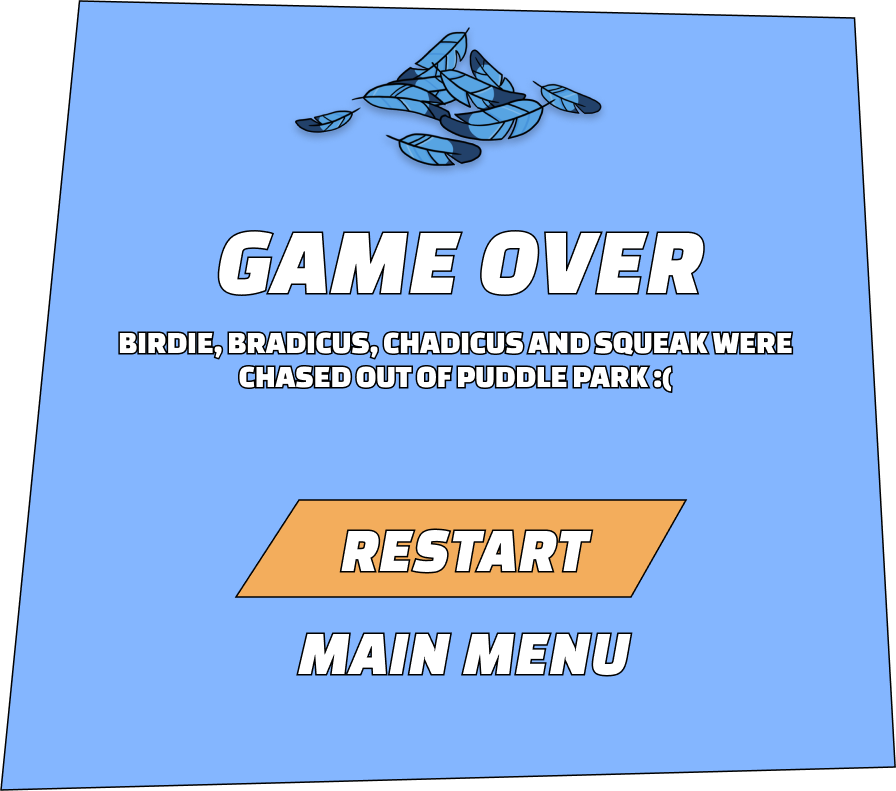 GAME OVER
BIRDIE, BRADICUS, CHADICUS AND SQUEAK WERE
CHASED OUT OF PUDDLE PARK :(
RESTART
MAIN MENU